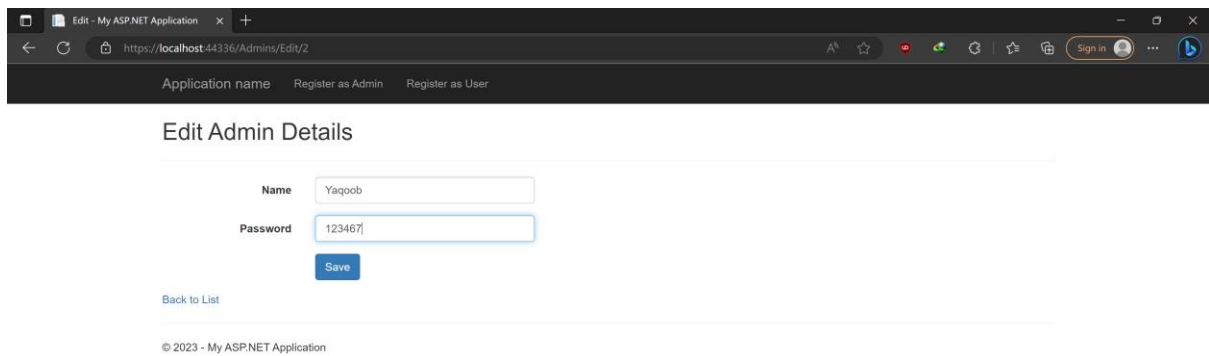 Edit - My ASP.NET Application
https://localhost:44336/Admins/Edit/2
Sign in
Application name Register as Admin Register as User
Edit Admin Details
Name Yaqoob
Password 123467
Save
Back to List
© 2023 - My ASP.NET Application